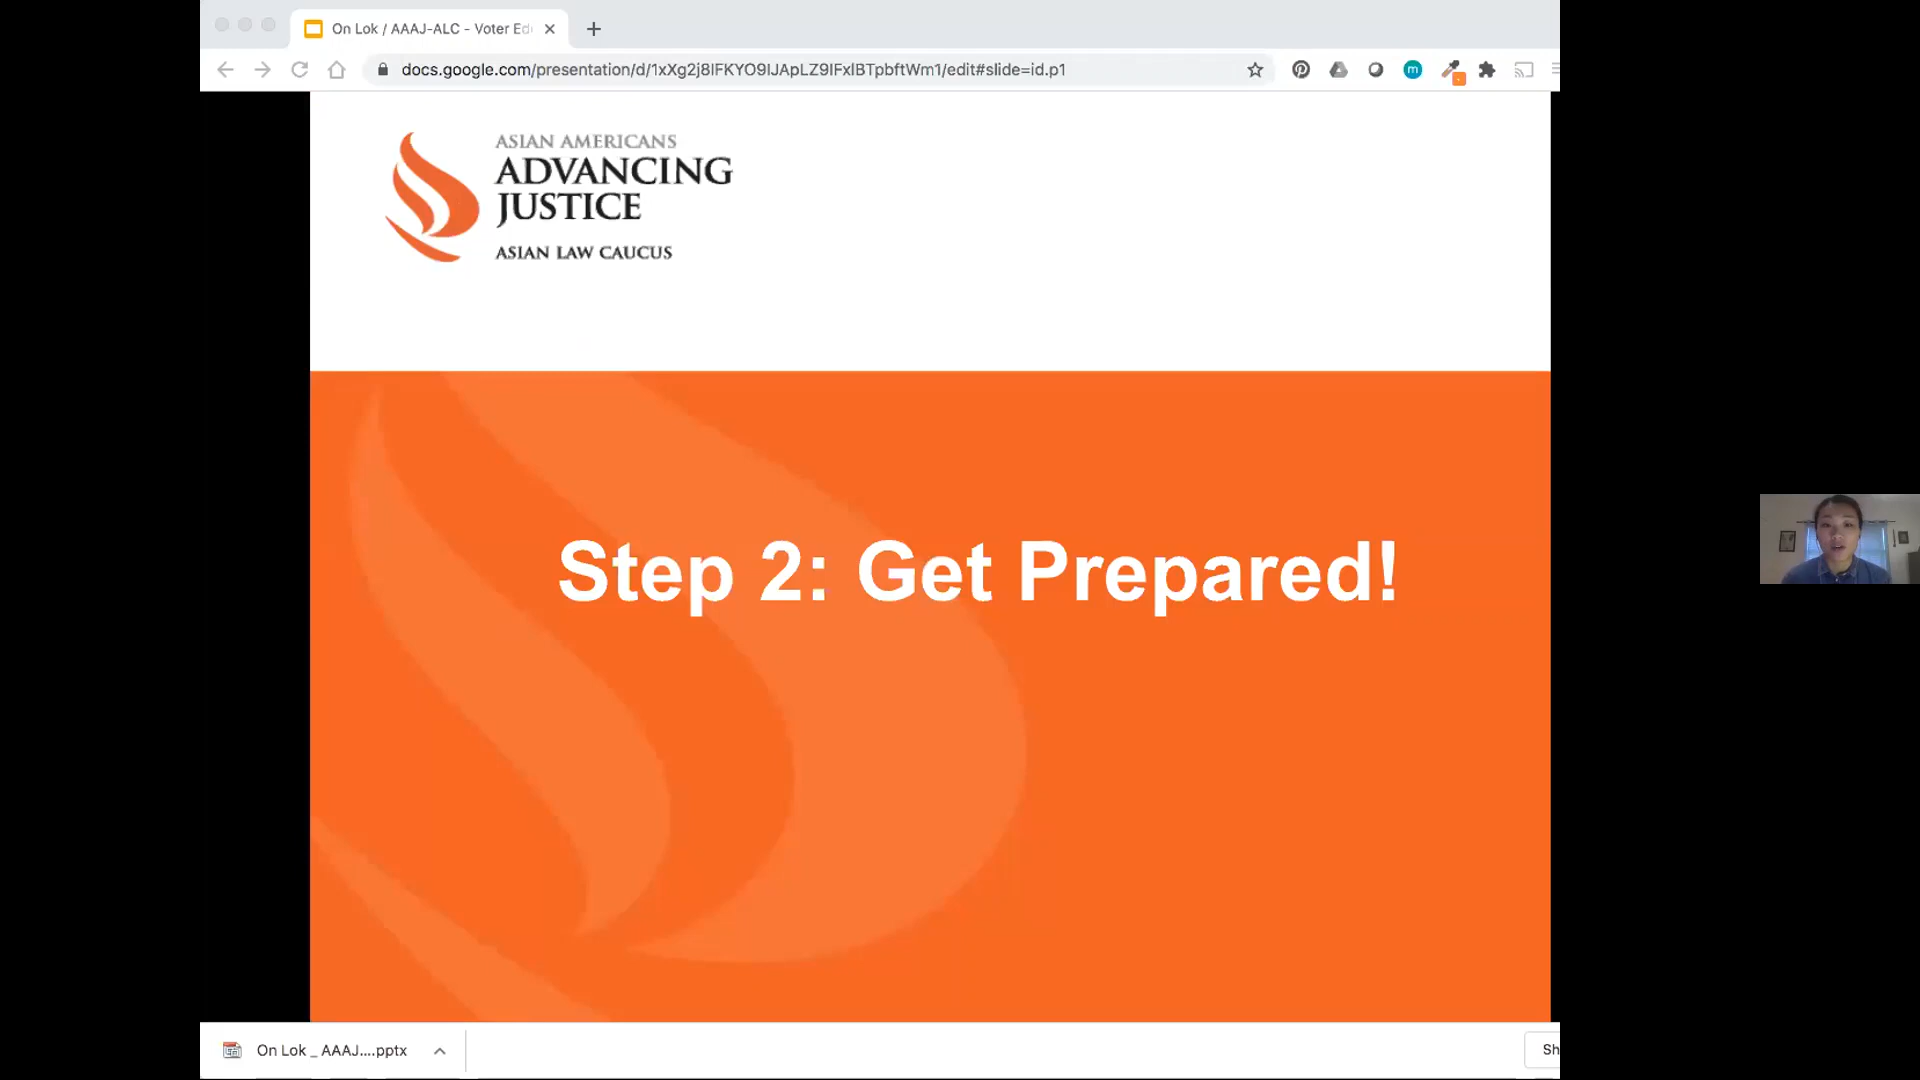 On Lok / AAAJ-ALC - Voter Ed
docs.google.com/presentation/d/1xXg2j8IFKYO9IJApLZ9IFxIBTpbftWm1/edit#slide=id.p1
m
ASIAN AMERICANS
ADVANCING
JUSTICE
ASIAN LAW CAUCUS
Step 2: Get Prepared!
On Lok _ AAAJ....pptx
Sh